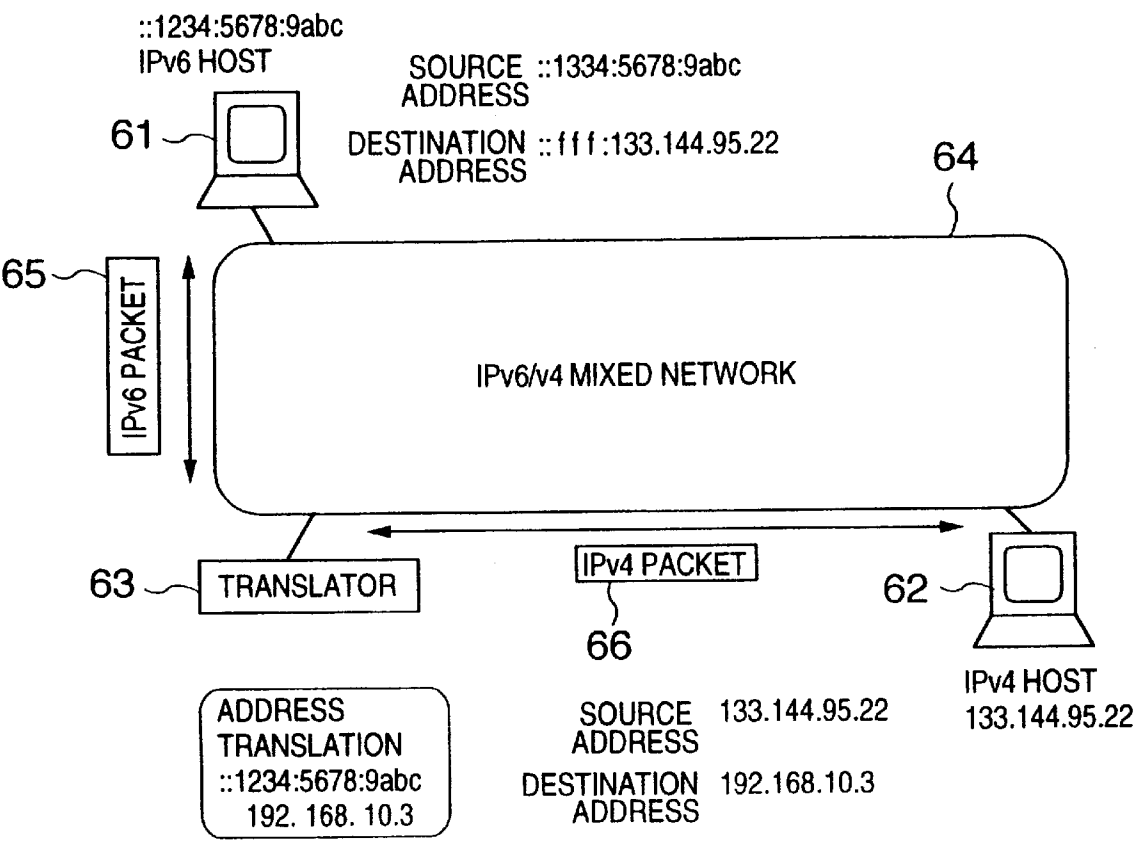 ::1234:5678:9abc
IPv6 HOST
SOURCE ::1334:5678:9abc
ADDRESS
61
DESTINATION ::fff:133.144.95.22
ADDRESS
64
65
IPv6 PACKET
IPv6/v4 MIXED NETWORK
63
TRANSLATOR
IPv4 PACKET
66
62
IPv4 HOST
133.144.95.22
ADDRESS
TRANSLATION
::1234:5678:9abc
192. 168. 10.3
SOURCE 133.144.95.22
ADDRESS
DESTINATION 192.168.10.3
ADDRESS